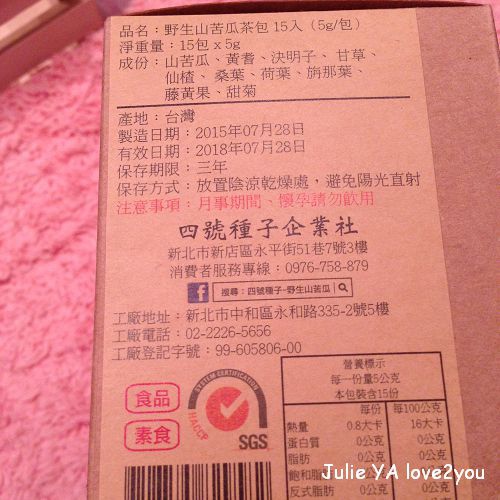 品名：野生山苦瓜茶包 15入（5g/包）
淨重量：15包 x 5g
成份：山苦瓜、黃耆、決明子、甘草、
仙楂、桑葉、荷葉、旃那葉、
藤黃果、甜菊
產地：台灣
製造日期：2015年07月28日
有效日期：2018年07月28日
保存期限：三年
保存方式：放置陰涼乾燥處，避免陽光直射
注意事項：月事期間、懷孕請勿飲用
四號種子企業社
新北市新店區永平街51巷7號3樓
消費者服務專線：0976-758-879
f 搜尋：四號種子-野生山苦瓜
工廠地址：新北市中和區永和路335-2號5樓
工廠電話：02-2226-5656
工廠登記字號：99-605806-00
食品
素食
SYSTEM CERTIFICATION
HACCP
SGS
營養標示
每一份量5公克
本包裝含15份
每份 每100公克
熱量 0.8大卡 16大卡
蛋白質 0公克 0公克
脂肪 0公克 0公克
飽和脂肪 0公克 0公克
反式脂肪 0公克 0公克
Julie YA love2you